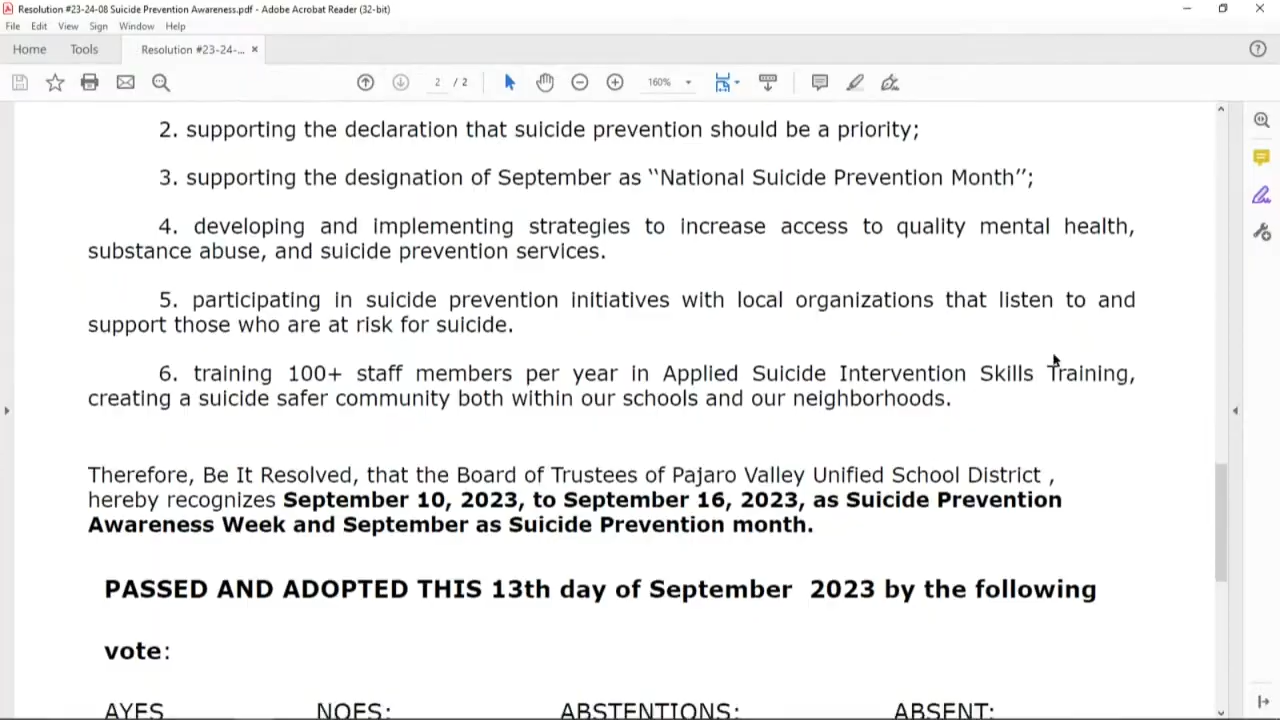 Resolution #23-24-08 Suicide Prevention Awareness.pdf - Adobe Acrobat Reader (32-bit)
File Edit View Sign Window Help
Home Tools Resolution #23-24-... ×
2 / 2 160%
2. supporting the declaration that suicide prevention should be a priority;
3. supporting the designation of September as ‘‘National Suicide Prevention Month’’;
4. developing and implementing strategies to increase access to quality mental health,
substance abuse, and suicide prevention services.
5. participating in suicide prevention initiatives with local organizations that listen to and
support those who are at risk for suicide.
6. training 100+ staff members per year in Applied Suicide Intervention Skills Training,
creating a suicide safer community both within our schools and our neighborhoods.
Therefore, Be It Resolved, that the Board of Trustees of Pajaro Valley Unified School District ,
hereby recognizes September 10, 2023, to September 16, 2023, as Suicide Prevention
Awareness Week and September as Suicide Prevention month.
PASSED AND ADOPTED THIS 13th day of September 2023 by the following
vote:
AYES NOES: ABSTENTIONS: ABSENT: